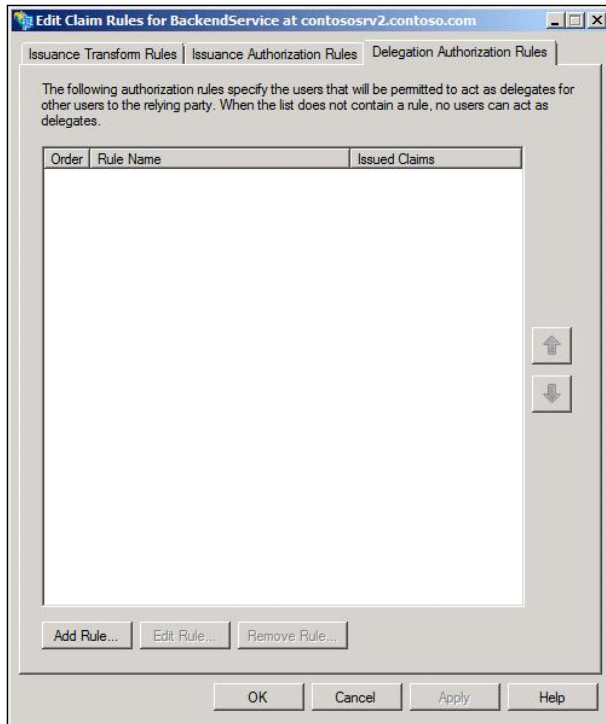 Edit Claim Rules for BackendService at contososrv2.contoso.com
Issuance Transform Rules Issuance Authorization Rules Delegation Authorization Rules
The following authorization rules specify the users that will be permitted to act as delegates for
other users to the relying party. When the list does not contain a rule, no users can act as
delegates.
Order Rule Name Issued Claims
Add Rule... Edit Rule... Remove Rule...
OK Cancel Apply Help